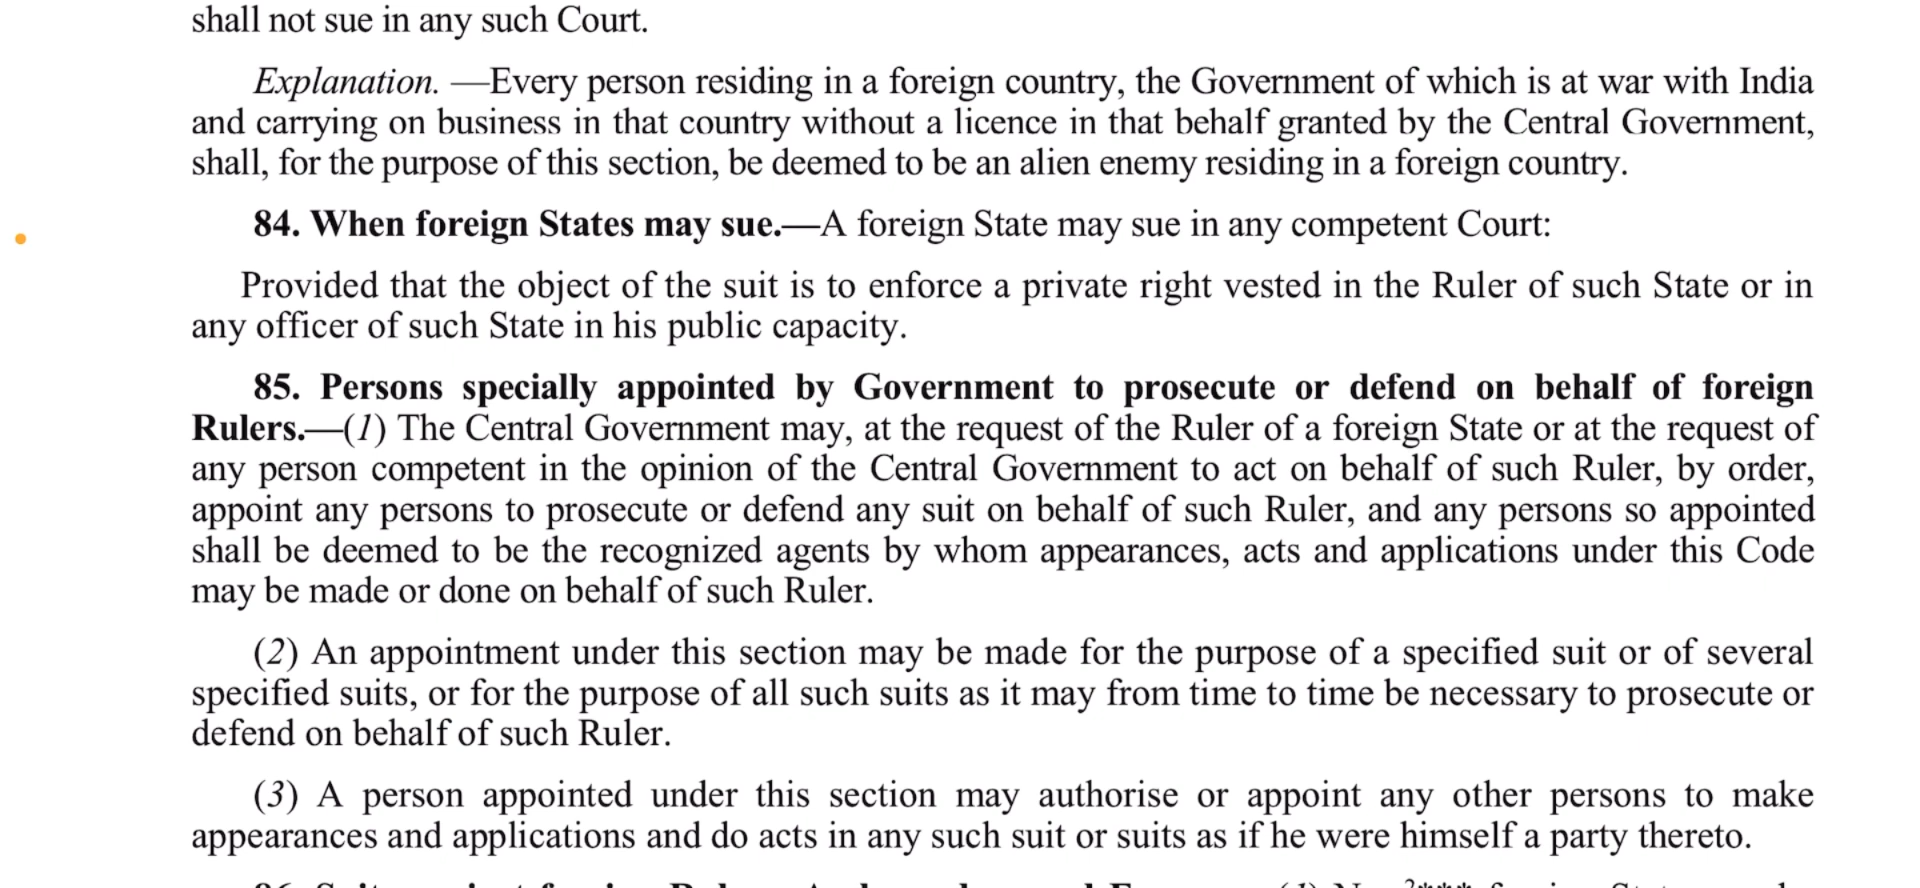 shall not sue in any such Court.
Explanation. —Every person residing in a foreign country, the Government of which is at war with India
and carrying on business in that country without a licence in that behalf granted by the Central Government,
shall, for the purpose of this section, be deemed to be an alien enemy residing in a foreign country.
84. When foreign States may sue.—A foreign State may sue in any competent Court:
Provided that the object of the suit is to enforce a private right vested in the Ruler of such State or in
any officer of such State in his public capacity.
85. Persons specially appointed by Government to prosecute or defend on behalf of foreign
Rulers.—(1) The Central Government may, at the request of the Ruler of a foreign State or at the request of
any person competent in the opinion of the Central Government to act on behalf of such Ruler, by order,
appoint any persons to prosecute or defend any suit on behalf of such Ruler, and any persons so appointed
shall be deemed to be the recognized agents by whom appearances, acts and applications under this Code
may be made or done on behalf of such Ruler.
(2) An appointment under this section may be made for the purpose of a specified suit or of several
specified suits, or for the purpose of all such suits as it may from time to time be necessary to prosecute or
defend on behalf of such Ruler.
(3) A person appointed under this section may authorise or appoint any other persons to make
appearances and applications and do acts in any such suit or suits as if he were himself a party thereto.